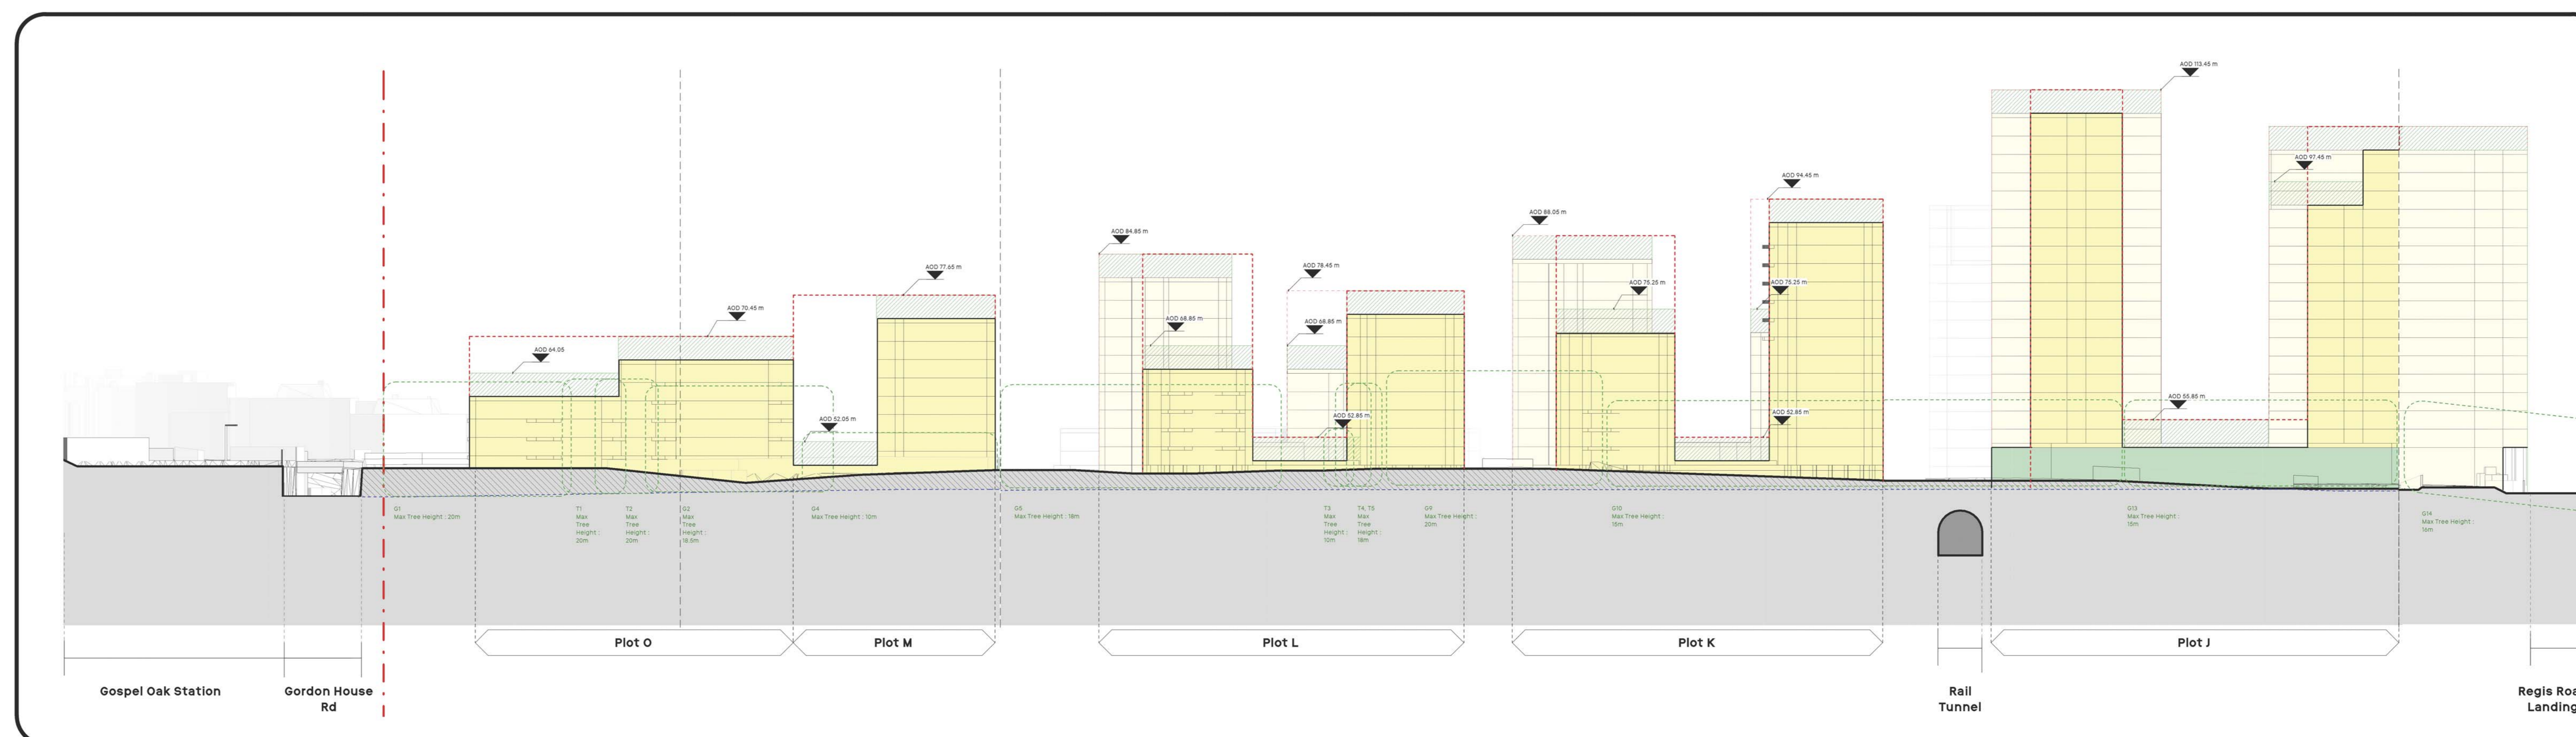 AOD 113.45 m
AOD 97.45 m
AOD 94.45 m
AOD 88.05 m
AOD 84.85 m
AOD 78.45 m
AOD 77.65 m
AOD 75.25 m
AOD 75.25 m
AOD 70.45 m
AOD 68.85 m
AOD 68.85 m
AOD 64.05
AOD 55.85 m
AOD 52.05 m
AOD 52.85 m
AOD 52.85 m
G1
Max Tree Height : 20m
T1
Max
Tree
Height :
20m
T2
Max
Tree
Height :
20m
G2
Max
Tree
Height :
18.5m
G4
Max Tree Height : 10m
G5
Max Tree Height : 18m
T3
Max
Tree
Height :
10m
T4, T5
Max
Tree
Height :
18m
G9
Max Tree Height :
20m
G10
Max Tree Height :
15m
G13
Max Tree Height :
15m
G14
Max Tree Height :
16m
Plot O
Plot M
Plot L
Plot K
Plot J
Gospel Oak Station
Gordon House
Rd
Rail
Tunnel
Regis Roa
Landing